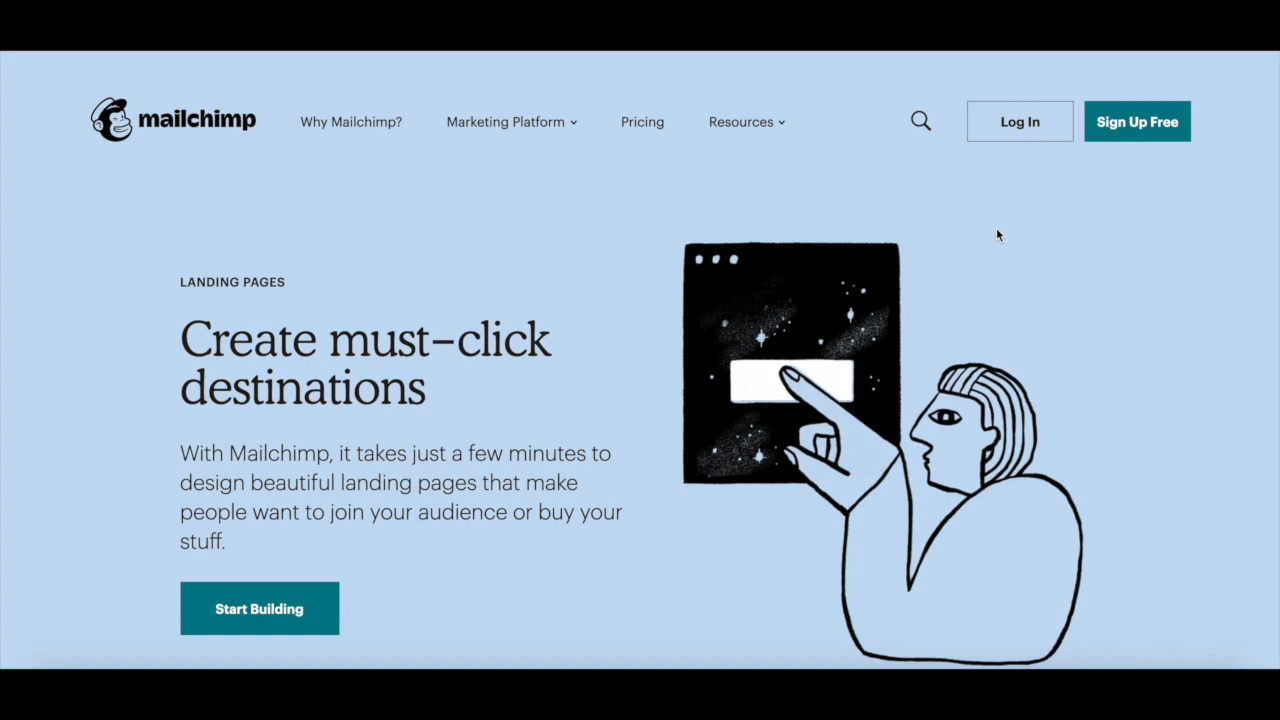 mailchimp
Why Mailchimp?
Marketing Platform
Pricing
Resources
Log In
Sign Up Free
LANDING PAGES
Create must-click
destinations
With Mailchimp, it takes just a few minutes to
design beautiful landing pages that make
people want to join your audience or buy your
stuff.
Start Building